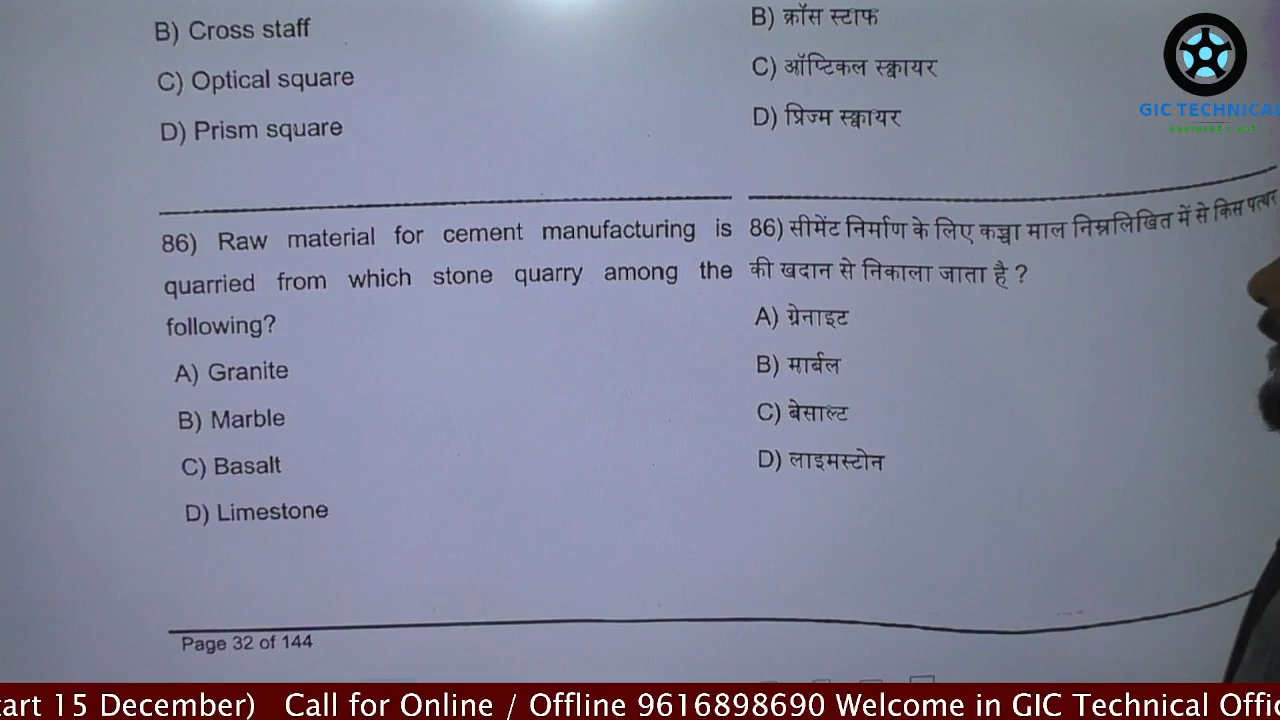 B) Cross staff
C) Optical square
D) Prism square
B) क्रॉस स्टाफ
C) ऑप्टिकल स्क्वायर
D) प्रिज्म स्क्वायर
GIC TECHNICAL
86) Raw material for cement manufacturing is
quarried from which stone quarry among the
following?
A) Granite
B) Marble
C) Basalt
D) Limestone
86) सीमेंट निर्माण के लिए कच्चा माल निम्नलिखित में से किस पत्थर
की खदान से निकाला जाता है ?
A) ग्रेनाइट
B) मार्बल
C) बेसाल्ट
D) लाइमस्टोन
Page 32 of 144
tart 15 December) Call for Online / Offline 9616898690 Welcome in GIC Technical Offic